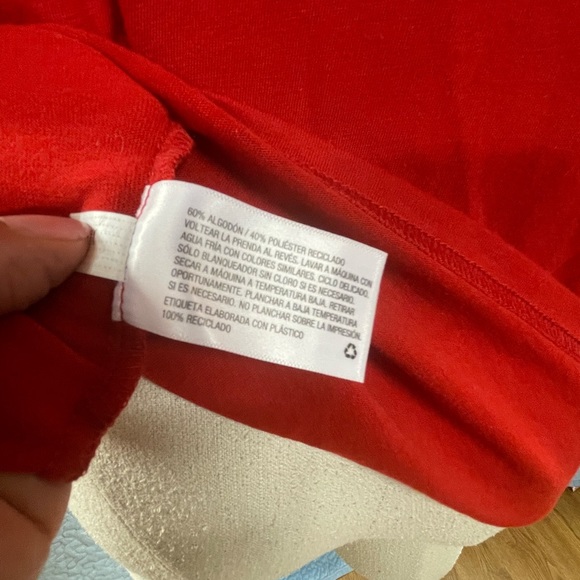 60% ALGODÓN / 40% POLIÉSTER RECICLADO
VOLTEAR LA PRENDA AL REVÉS. LAVAR A MÁQUINA CON
AGUA FRÍA CON COLORES SIMILARES. CICLO DELICADO.
SÓLO BLANQUEADOR SIN CLORO SI ES NECESARIO.
SECAR A MÁQUINA A TEMPERATURA BAJA. RETIRAR
OPORTUNAMENTE. PLANCHAR A BAJA TEMPERATURA
SI ES NECESARIO. NO PLANCHAR SOBRE LA IMPRESIÓN.
ETIQUETA ELABORADA CON PLÁSTICO
100% RECICLADO